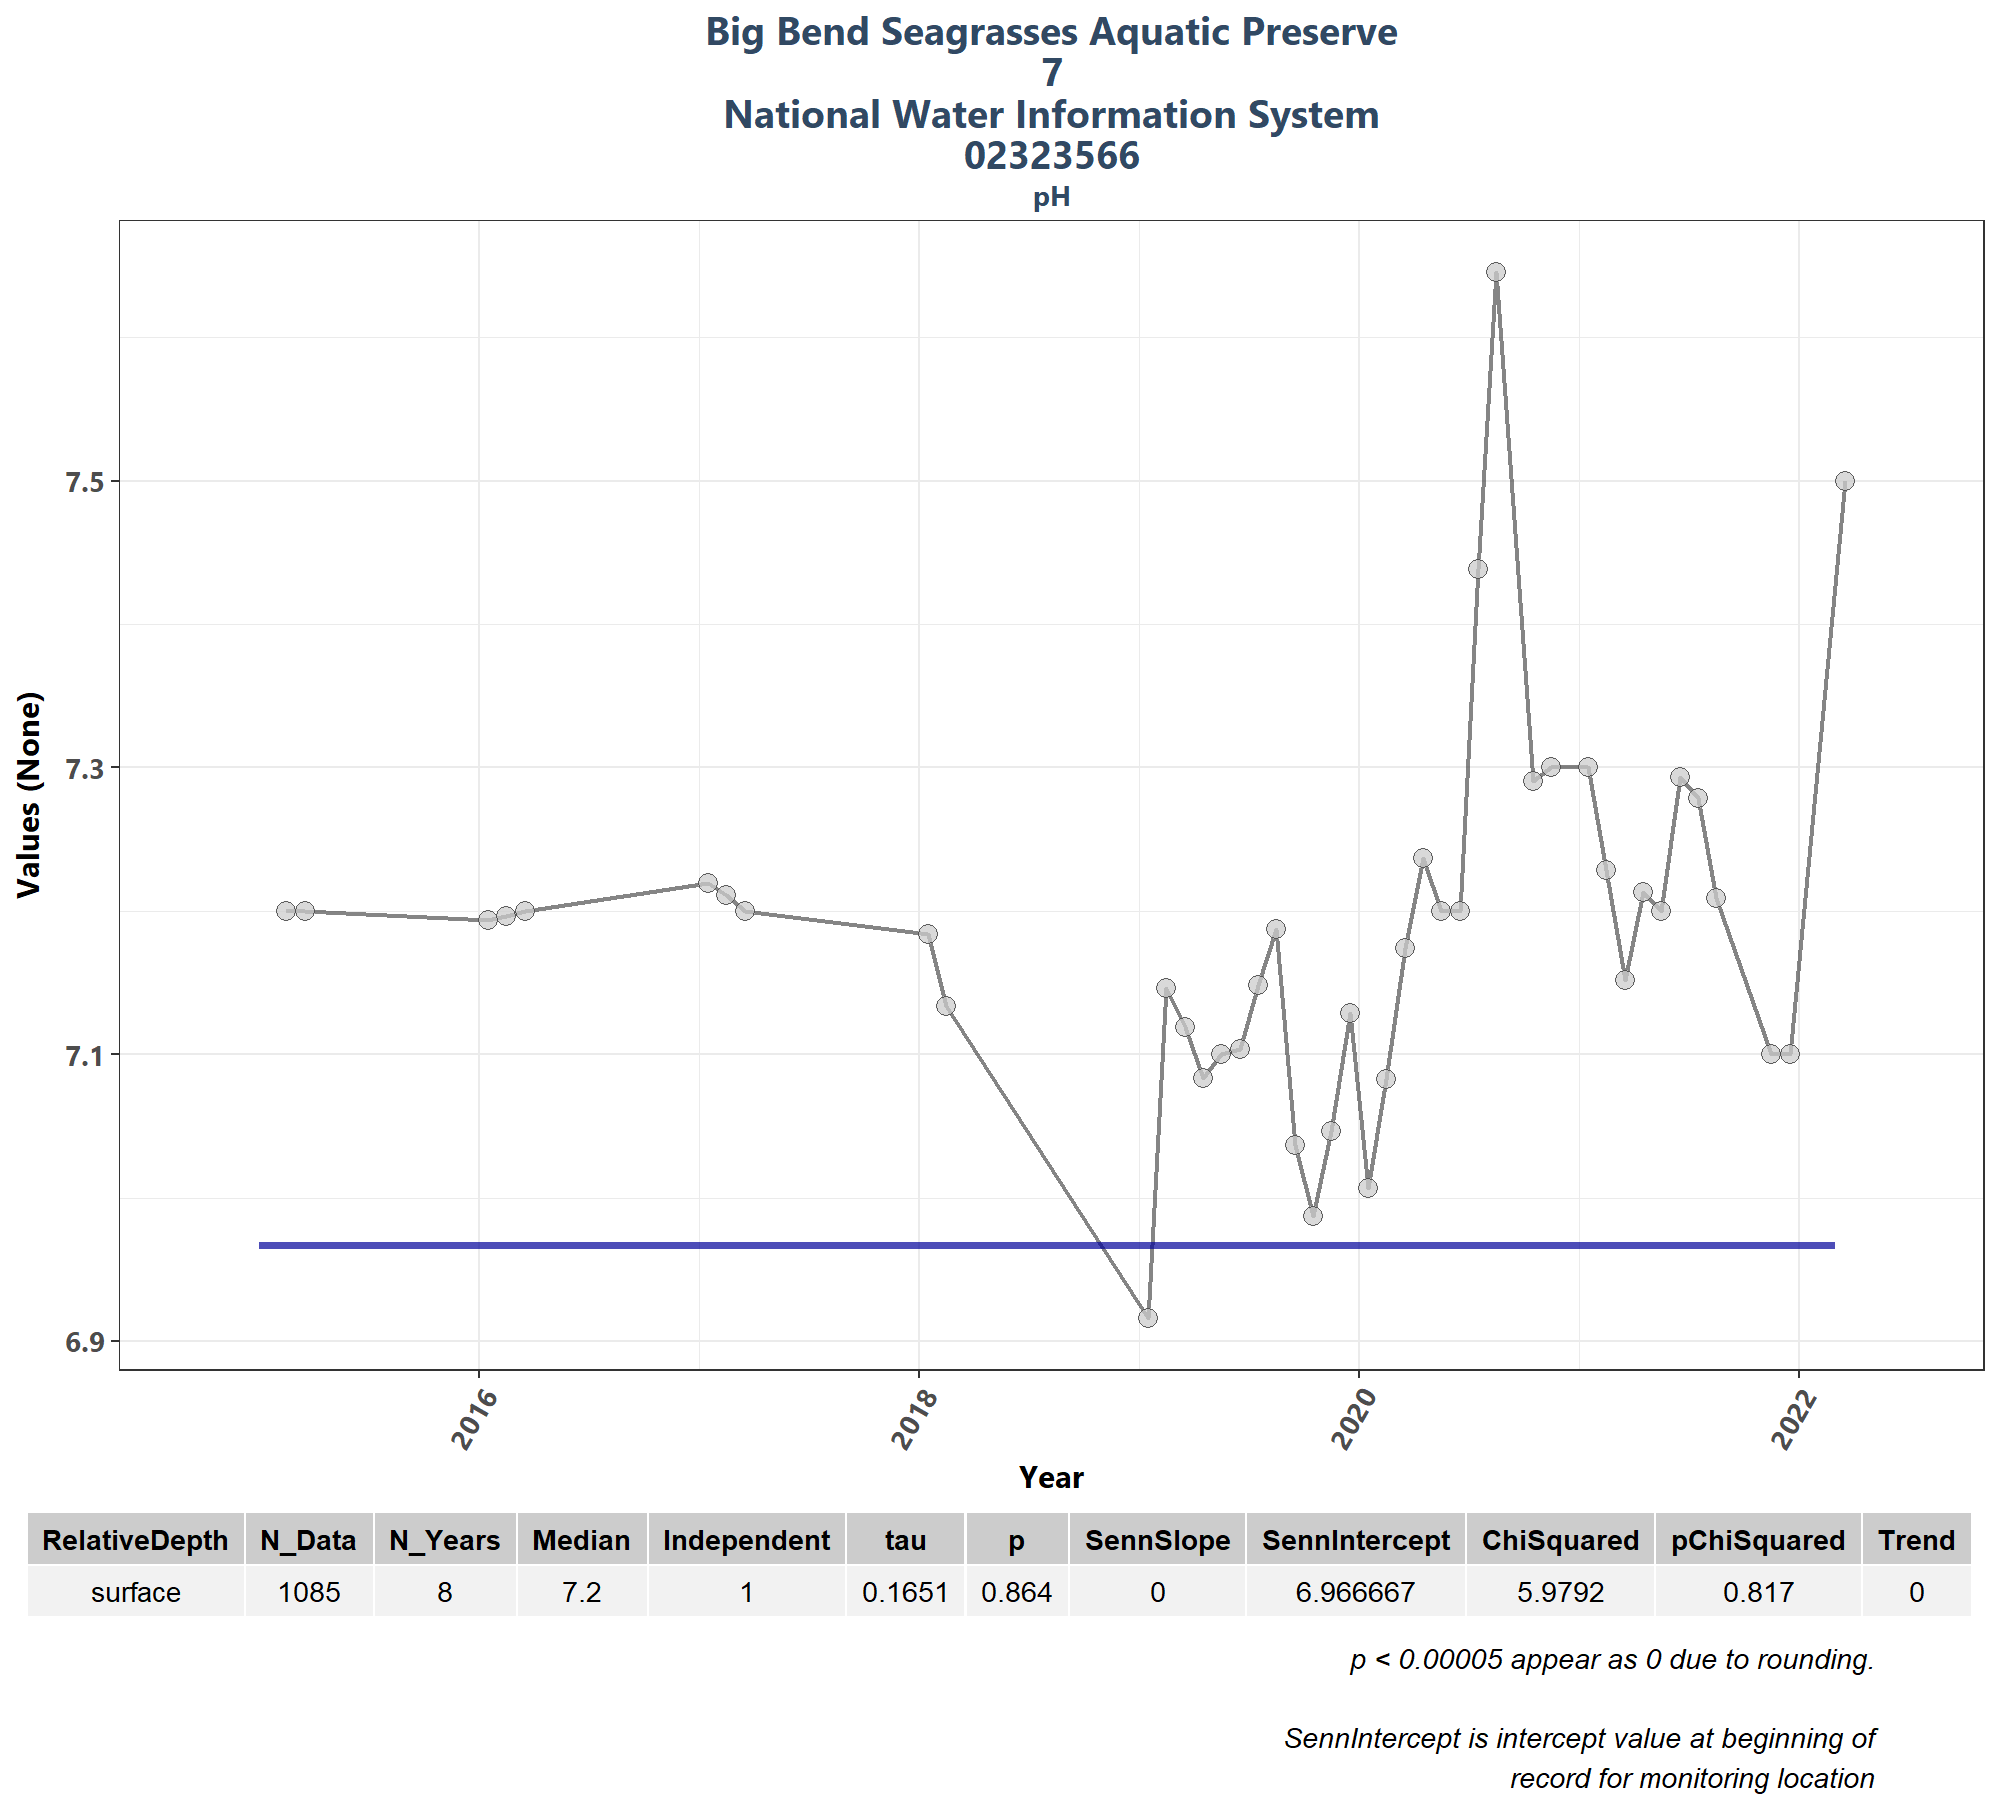 Big Bend Seagrasses Aquatic Preserve
7
National Water Information System
02323566
pH
7.5
7.3
7.1
6.9
Values (None)
2016
2018
2020
2022
Year
RelativeDepth N_Data N_Years Median Independent tau p SennSlope SennIntercept ChiSquared pChiSquared Trend
surface 1085 8 7.2 1 0.1651 0.864 0 6.966667 5.9792 0.817 0
p < 0.00005 appear as 0 due to rounding.
SennIntercept is intercept value at beginning of
record for monitoring location